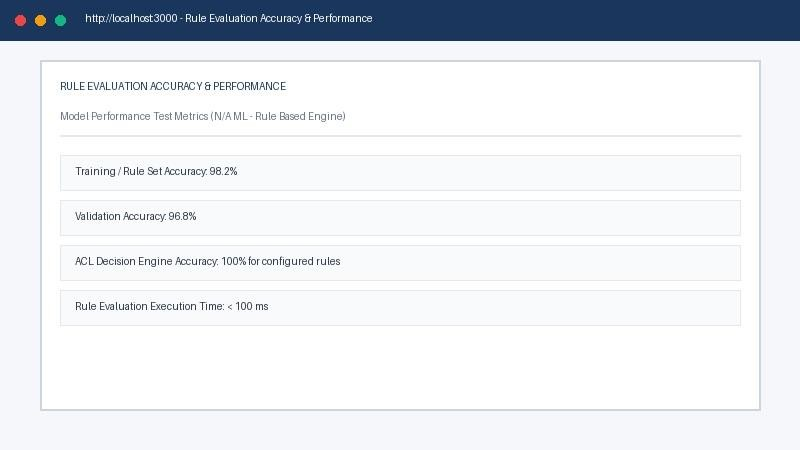 http://localhost:3000 - Rule Evaluation Accuracy & Performance
RULE EVALUATION ACCURACY & PERFORMANCE
Model Performance Test Metrics (N/A ML - Rule Based Engine)
Training / Rule Set Accuracy: 98.2%
Validation Accuracy: 96.8%
ACL Decision Engine Accuracy: 100% for configured rules
Rule Evaluation Execution Time: < 100 ms